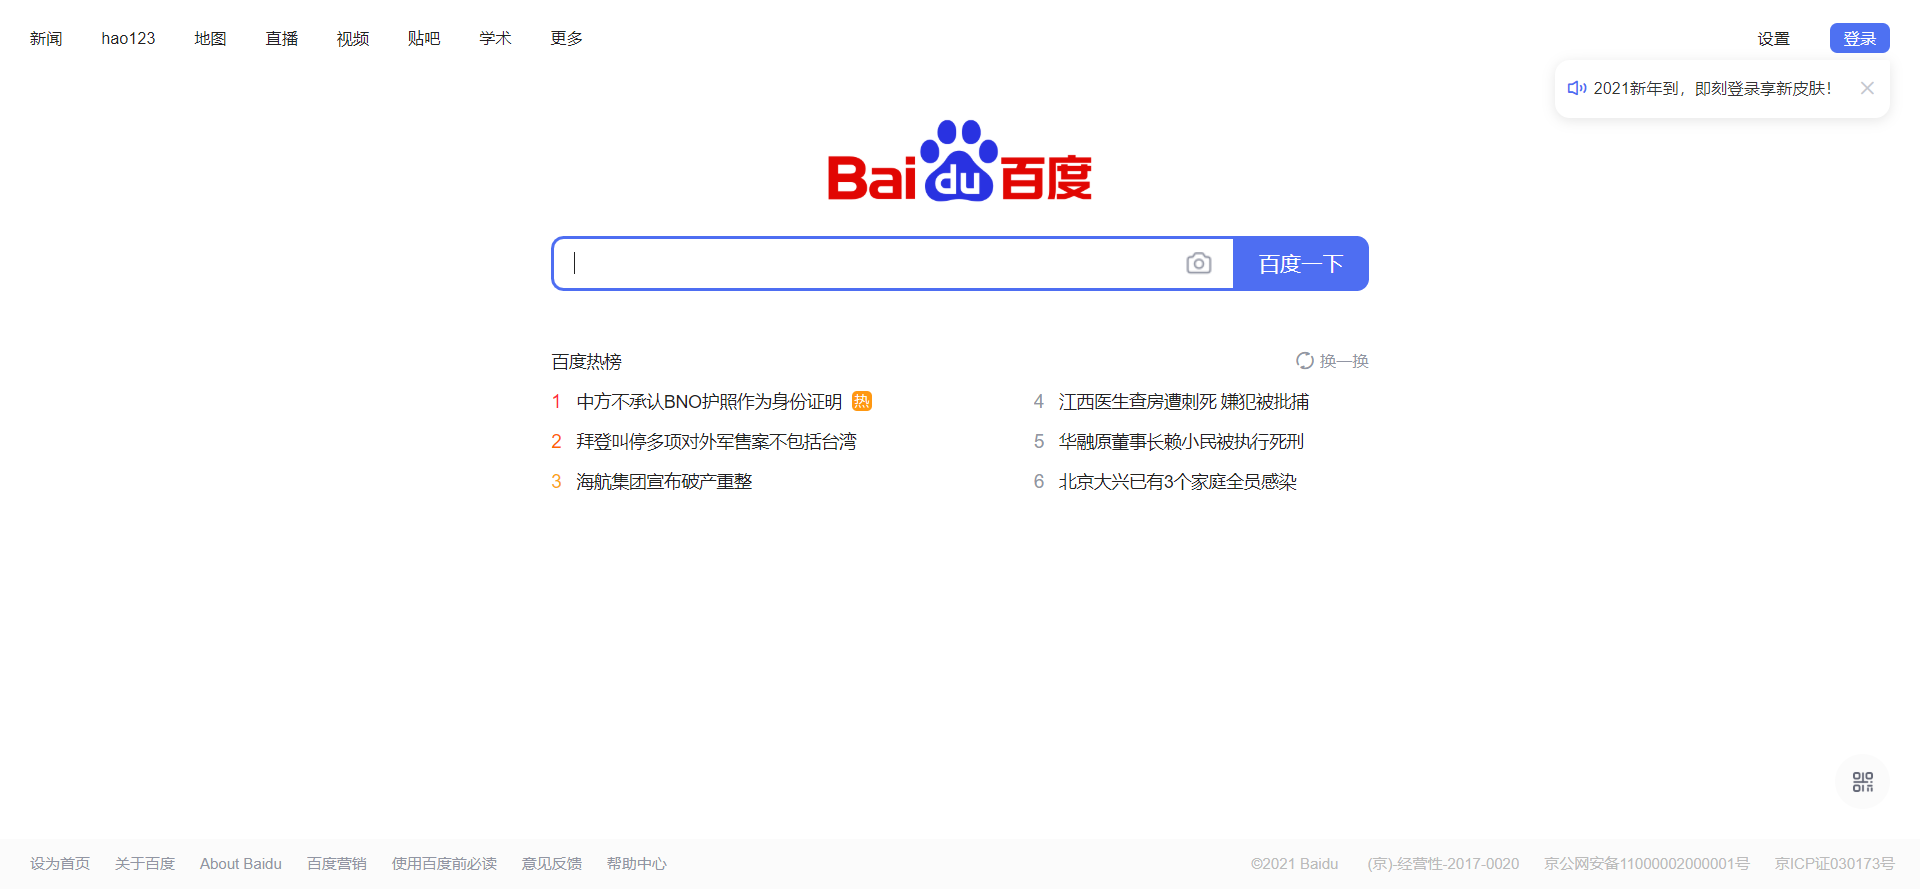 新闻 hao123 地图 直播 视频 贴吧 学术 更多 设置 登录
2021新年到，即刻登录享新皮肤！
Bai du 百度
百度一下
百度热榜 换一换
1 中方不承认BNO护照作为身份证明 热
4 江西医生查房遭刺死 嫌犯被批捕
2 拜登叫停多项对外军售案不包括台湾
5 华融原董事长赖小民被执行死刑
3 海航集团宣布破产重整
6 北京大兴已有3个家庭全员感染
设为首页 关于百度 About Baidu 百度营销 使用百度前必读 意见反馈 帮助中心 ©2021 Baidu (京)-经营性-2017-0020 京公网安备11000002000001号 京ICP证030173号